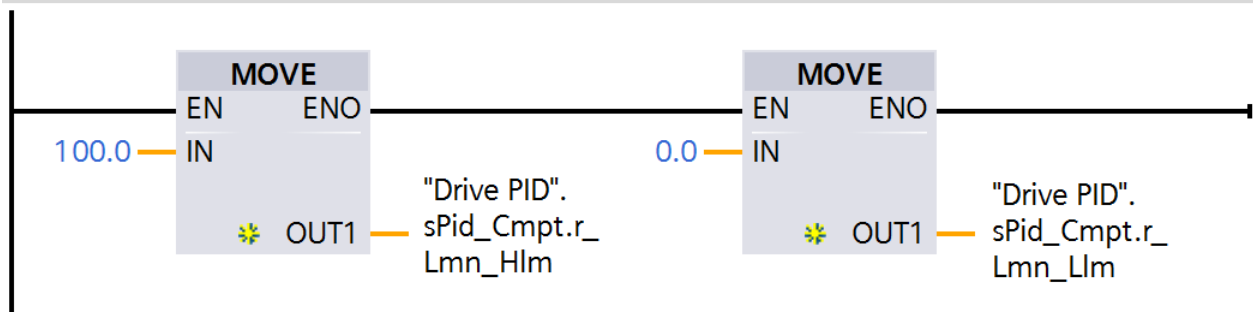 MOVE
EN ENO
100.0 IN
OUT1
"Drive PID".
sPid_Cmpt.r_
Lmn_Hlm
MOVE
EN ENO
0.0 IN
OUT1
"Drive PID".
sPid_Cmpt.r_
Lmn_Llm